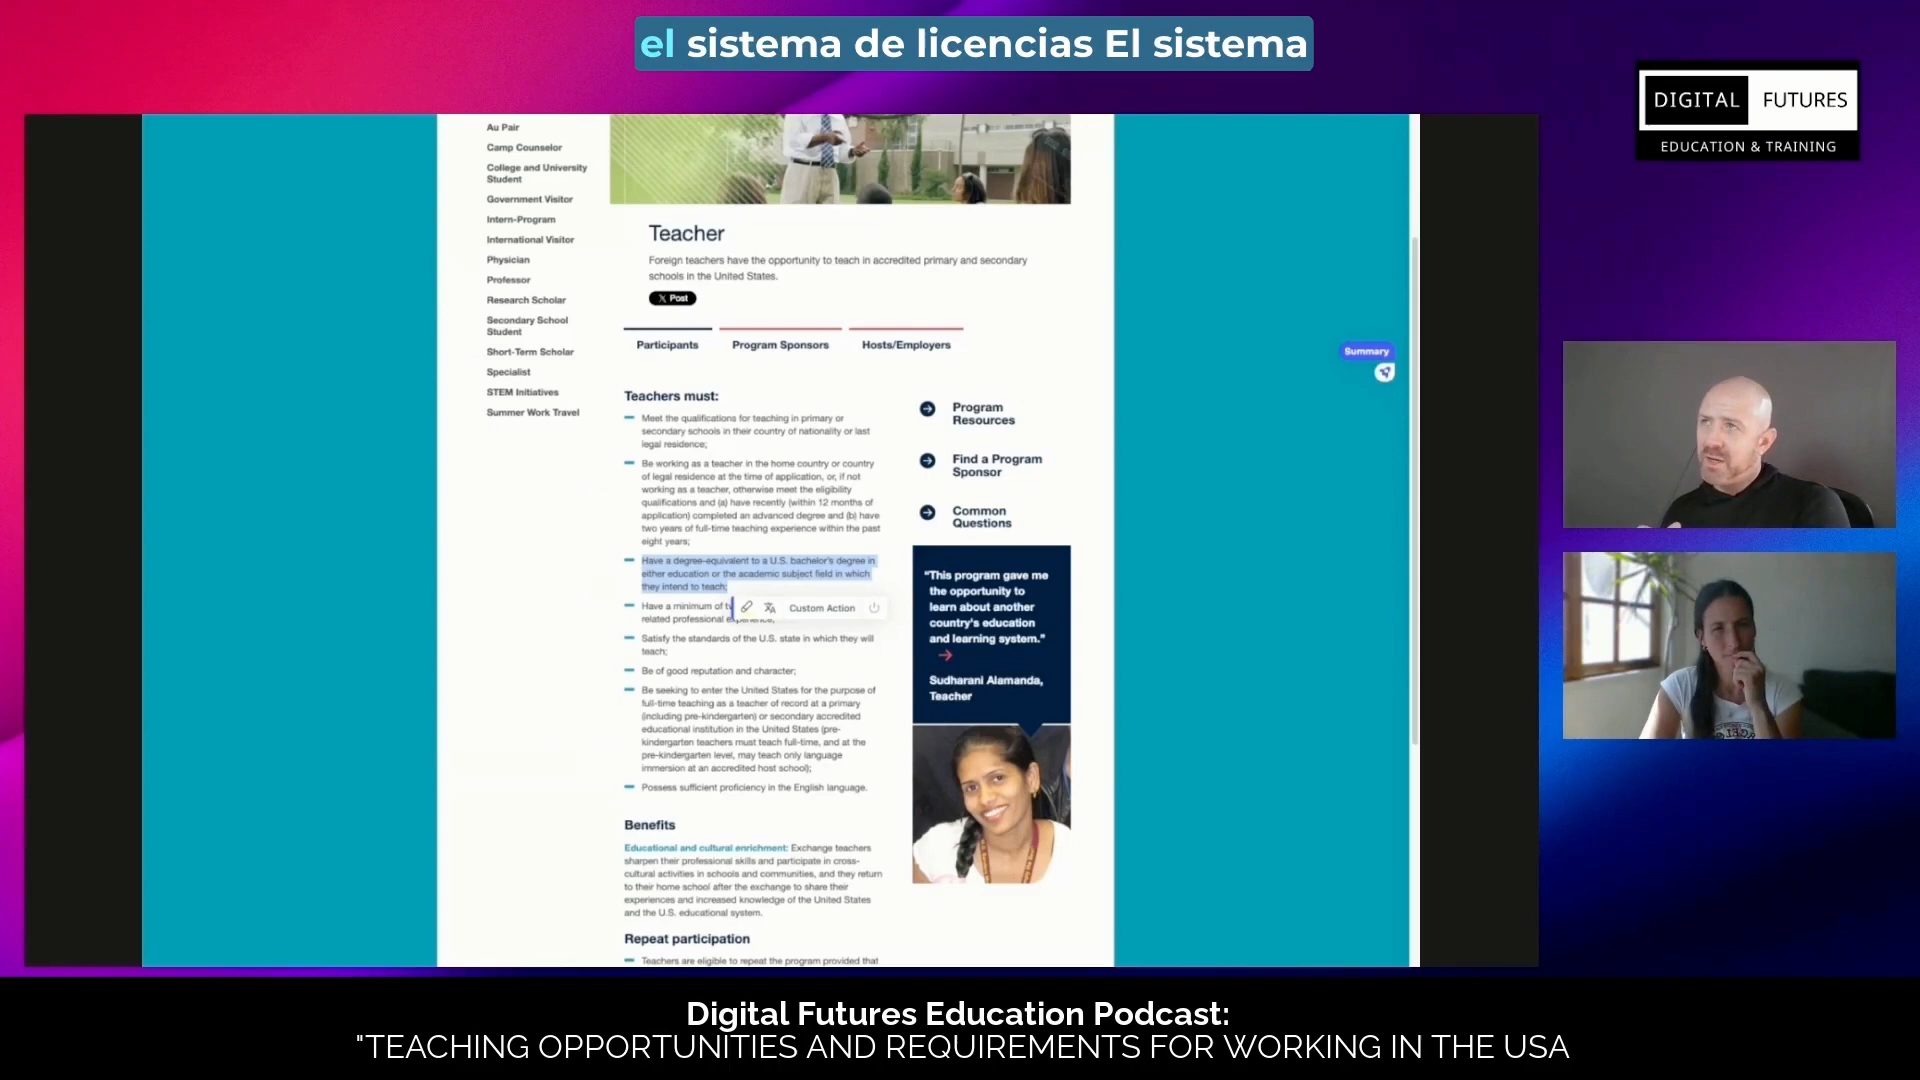 el sistema de licencias El sistema
DIGITAL FUTURES
EDUCATION & TRAINING
Au Pair
Camp Counselor
College and University
Student
Government Visitor
Intern-Program
International Visitor
Physician
Professor
Research Scholar
Secondary School
Student
Short-Term Scholar
Specialist
STEM Initiatives
Summer Work Travel
Teacher
Foreign teachers have the opportunity to teach in accredited primary and secondary
schools in the United States.
X Post
Participants
Program Sponsors
Hosts/Employers
Teachers must:
Meet the qualifications for teaching in primary or
secondary schools in their country of nationality or last
legal residence;
Be working as a teacher in the home country or country
of legal residence at the time of application, or, if not
working as a teacher, otherwise meet the eligibility
qualifications and (a) have recently (within 12 months of
application) completed an advanced degree and (b) have
two years of full-time teaching experience within the past
eight years;
Have a degree-equivalent to a U.S. bachelor's degree in
either education or the academic subject field in which
they intend to teach;
Have a minimum of
related professional
Custom Action
Satisfy the standards of the U.S. state in which they will
teach;
Be of good reputation and character;
Be seeking to enter the United States for the purpose of
full-time teaching as a teacher of record at a primary
(including pre-kindergarten) or secondary accredited
educational institution in the United States (pre-
kindergarten teachers must teach full-time, and at the
pre-kindergarten level, may teach only language
immersion at an accredited host school);
Possess sufficient proficiency in the English language.
Benefits
Educational and cultural enrichment: Exchange teachers
sharpen their professional skills and participate in cross-
cultural activities in schools and communities, and they return
to their home school after the exchange to share their
experiences and increased knowledge of the United States
and the U.S. educational system.
Repeat participation
Teachers are eligible to repeat the program provided that
Program
Resources
Find a Program
Sponsor
Common
Questions
"This program gave me
the opportunity to
learn about another
country's education
and learning system."
Sudharani Alamanda,
Teacher
Summary
Digital Futures Education Podcast:
"TEACHING OPPORTUNITIES AND REQUIREMENTS FOR WORKING IN THE USA